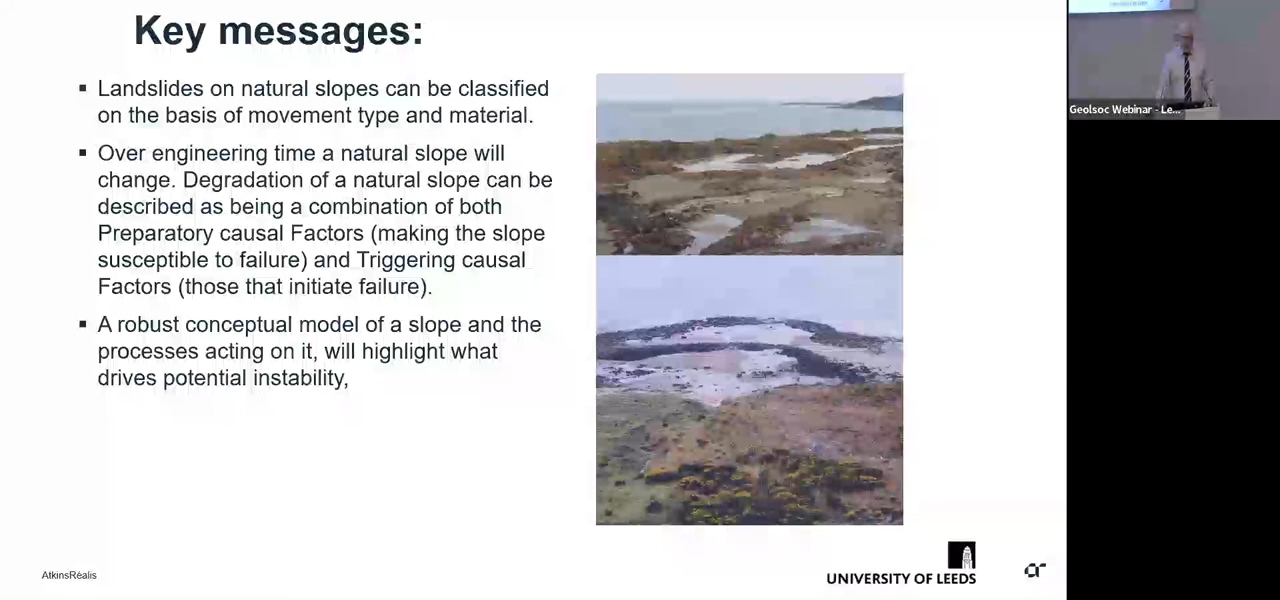 Key messages:
▪ Landslides on natural slopes can be classified
on the basis of movement type and material.
▪ Over engineering time a natural slope will
change. Degradation of a natural slope can be
described as being a combination of both
Preparatory causal Factors (making the slope
susceptible to failure) and Triggering causal
Factors (those that initiate failure).
▪ A robust conceptual model of a slope and the
processes acting on it, will highlight what
drives potential instability,
Geolsoc Webinar - Le...
AtkinsRéalis
UNIVERSITY OF LEEDS